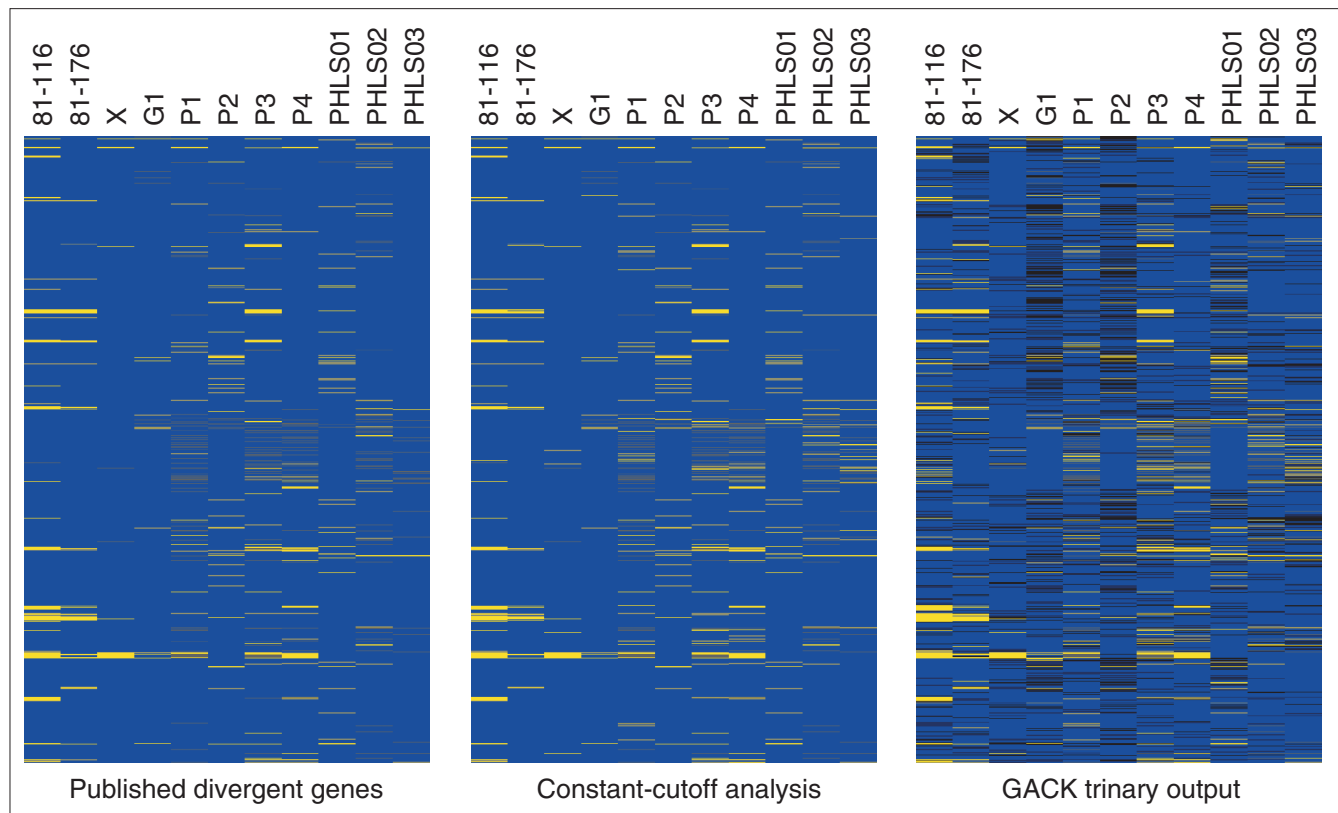 81-116
81-176
X
G1
P1
P2
P3
P4
PHLS01
PHLS02
PHLS03
81-116
81-176
X
G1
P1
P2
P3
P4
PHLS01
PHLS02
PHLS03
81-116
81-176
X
G1
P1
P2
P3
P4
PHLS01
PHLS02
PHLS03
Published divergent genes
Constant-cutoff analysis
GACK trinary output